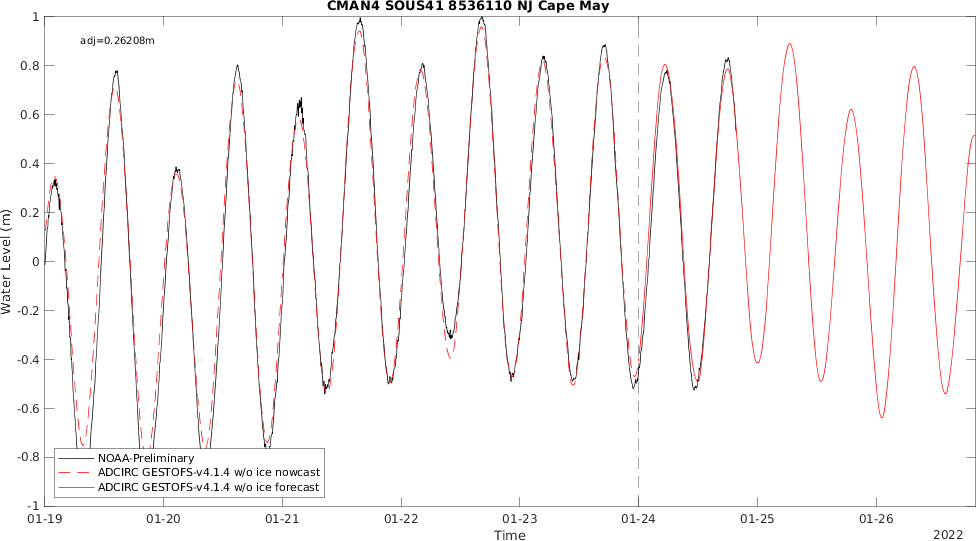 CMAN4 SOUS41 8536110 NJ Cape May
adj=0.26208m
1
0.8
0.6
0.4
0.2
0
-0.2
-0.4
-0.6
-0.8
-1
Water Level (m)
NOAA-Preliminary
ADCIRC GESTOFS-v4.1.4 w/o ice nowcast
ADCIRC GESTOFS-v4.1.4 w/o ice forecast
01-19 01-20 01-21 01-22 01-23 01-24 01-25 01-26
Time
2022